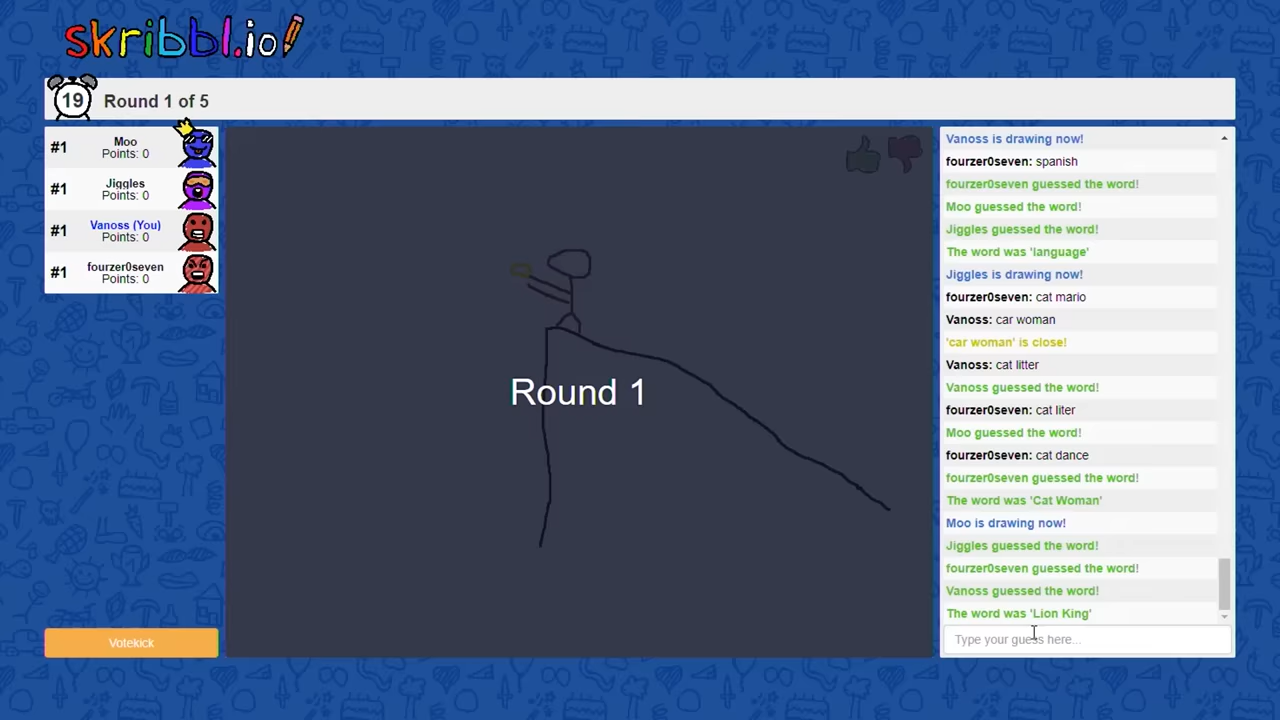 skribbl.io
19
Round 1 of 5
#1
Moo
Points: 0
#1
Jiggles
Points: 0
#1
Vanoss (You)
Points: 0
#1
fourzer0seven
Points: 0
Votekick
Round 1
Vanoss is drawing now!
fourzer0seven: spanish
fourzer0seven guessed the word!
Moo guessed the word!
Jiggles guessed the word!
The word was 'language'
Jiggles is drawing now!
fourzer0seven: cat mario
Vanoss: car woman
'car woman' is close!
Vanoss: cat litter
Vanoss guessed the word!
fourzer0seven: cat liter
Moo guessed the word!
fourzer0seven: cat dance
fourzer0seven guessed the word!
The word was 'Cat Woman'
Moo is drawing now!
Jiggles guessed the word!
fourzer0seven guessed the word!
Vanoss guessed the word!
The word was 'Lion King'
Type your guess here...